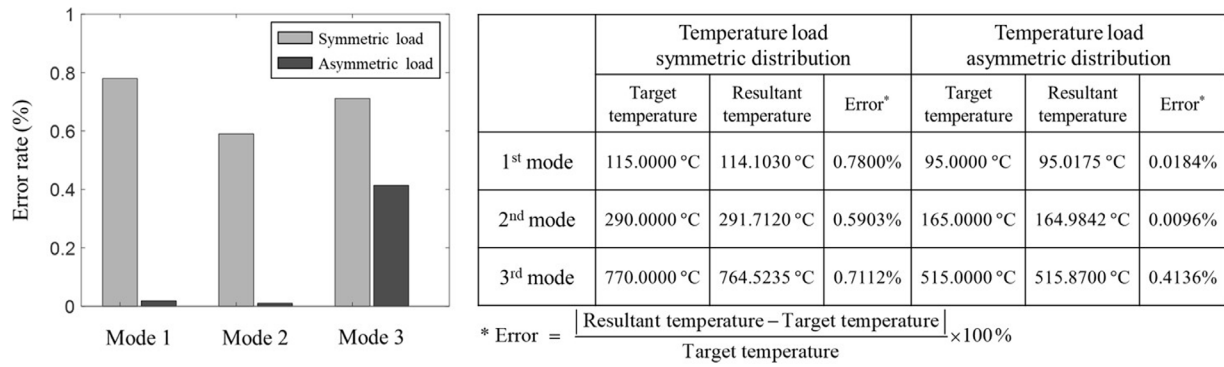 1
0.8
0.6
0.4
0.2
0
Error rate (%)
Symmetric load
Asymmetric load
Mode 1 Mode 2 Mode 3
Temperature load symmetric distribution
Temperature load asymmetric distribution
Target temperature Resultant temperature Error* Target temperature Resultant temperature Error*
1st mode 115.0000 °C 114.1030 °C 0.7800% 95.0000 °C 95.0175 °C 0.0184%
2nd mode 290.0000 °C 291.7120 °C 0.5903% 165.0000 °C 164.9842 °C 0.0096%
3rd mode 770.0000 °C 764.5235 °C 0.7112% 515.0000 °C 515.8700 °C 0.4136%
* Error = |Resultant temperature − Target temperature| / Target temperature ×100%